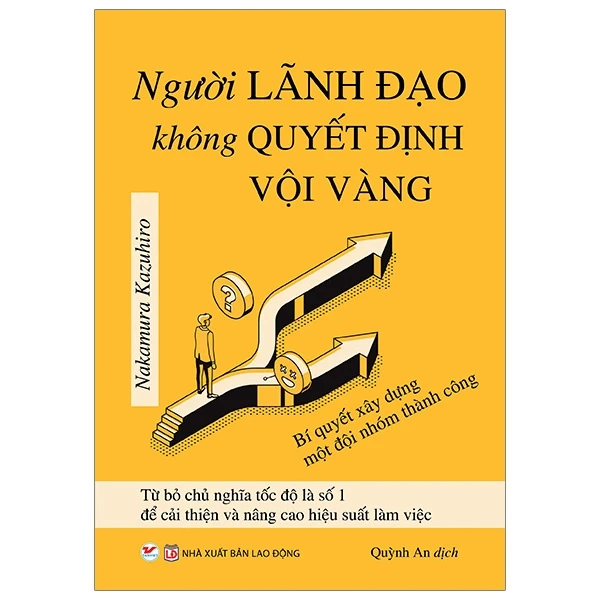 Người LÃNH ĐẠO
không QUYẾT ĐỊNH
VỘI VÀNG
Nakamura Kazuhiro
?
Bí quyết xây dựng
một đội nhóm thành công
Từ bỏ chủ nghĩa tốc độ là số 1
để cải thiện và nâng cao hiệu suất làm việc
LĐ NHÀ XUẤT BẢN LAO ĐỘNG
Quỳnh An dịch